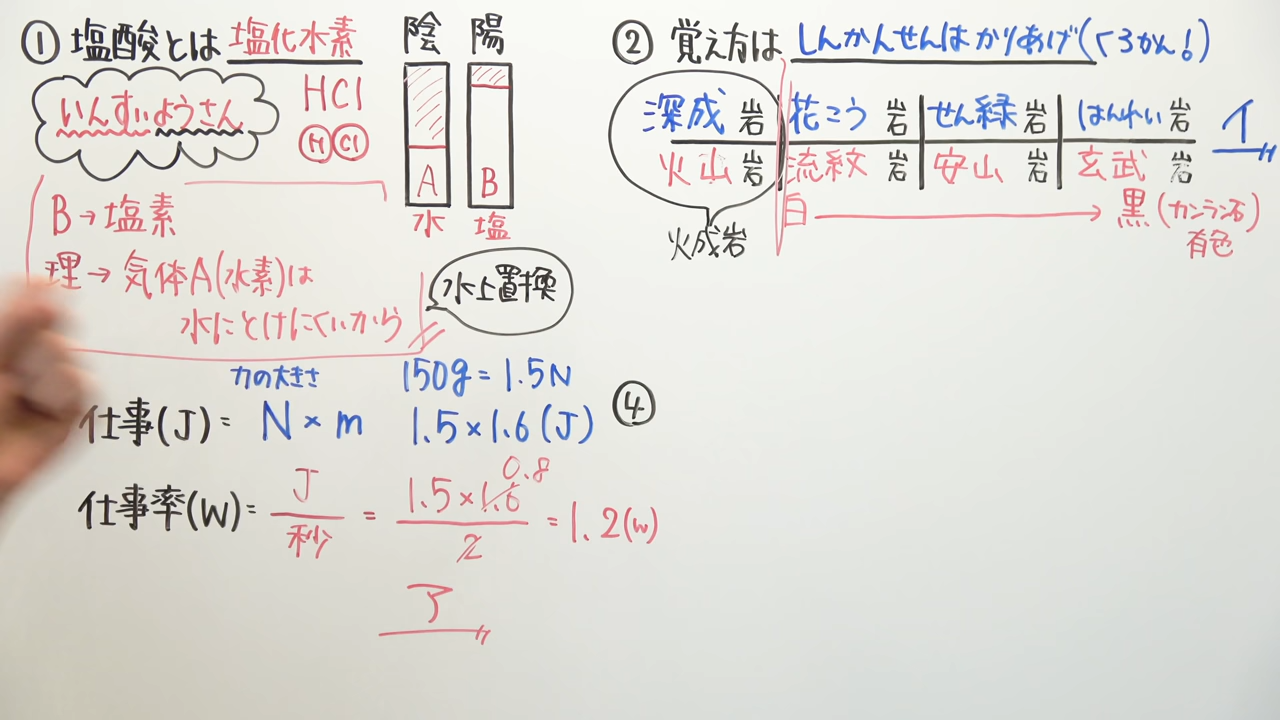 ① 塩酸とは 塩化水素
いんすいようさん
HCl
H Cl
陰 陽
A B
水 塩
B→塩素
理→気体A(水素)は
水にとけにくいから
水上置換
力の大きさ
仕事(J)= N×m
150g=1.5N
1.5×1.6(J)
仕事率(W)= J/秒 = 1.5×1.6/2 = 1.2(w)
0.8
ア
② 覚え方は しんかんせんはかりあげ(くろかん!)
深成岩 花こう岩 せん緑岩 はんれい岩
火山岩 流紋岩 安山岩 玄武岩
イ
白 → 黒(カンラン石)
有色
火成岩
④